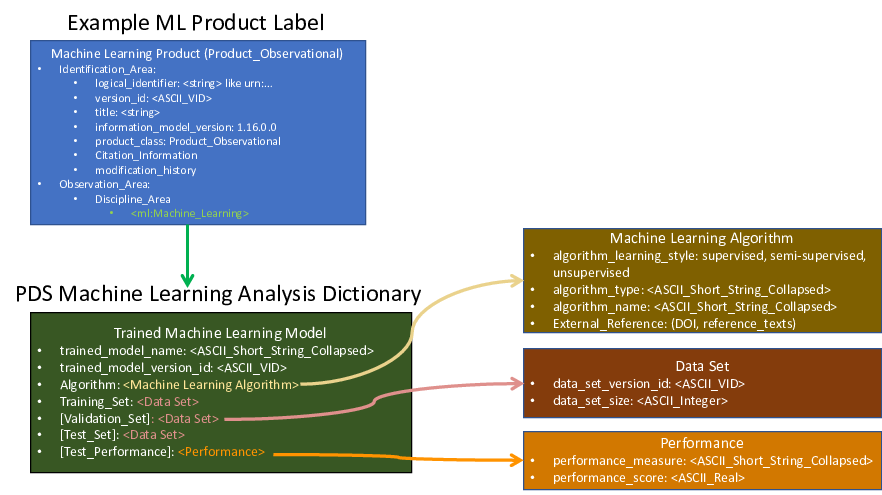 Example ML Product Label
Machine Learning Product (Product_Observational)
• Identification_Area:
• logical_identifier: <string> like urn:...
• version_id: <ASCII_VID>
• title: <string>
• information_model_version: 1.16.0.0
• product_class: Product_Observational
• Citation_Information
• modification_history
• Observation_Area:
• Discipline_Area
• <ml:Machine_Learning>
PDS Machine Learning Analysis Dictionary
Trained Machine Learning Model
• trained_model_name: <ASCII_Short_String_Collapsed>
• trained_model_version_id: <ASCII_VID>
• Algorithm: <Machine Learning Algorithm>
• Training_Set: <Data Set>
• [Validation_Set]: <Data Set>
• [Test_Set]: <Data Set>
• [Test_Performance]: <Performance>
Machine Learning Algorithm
• algorithm_learning_style: supervised, semi-supervised,
unsupervised
• algorithm_type: <ASCII_Short_String_Collapsed>
• algorithm_name: <ASCII_Short_String_Collapsed>
• External_Reference: (DOI, reference_texts)
Data Set
• data_set_version_id: <ASCII_VID>
• data_set_size: <ASCII_Integer>
Performance
• performance_measure: <ASCII_Short_String_Collapsed>
• performance_score: <ASCII_Real>